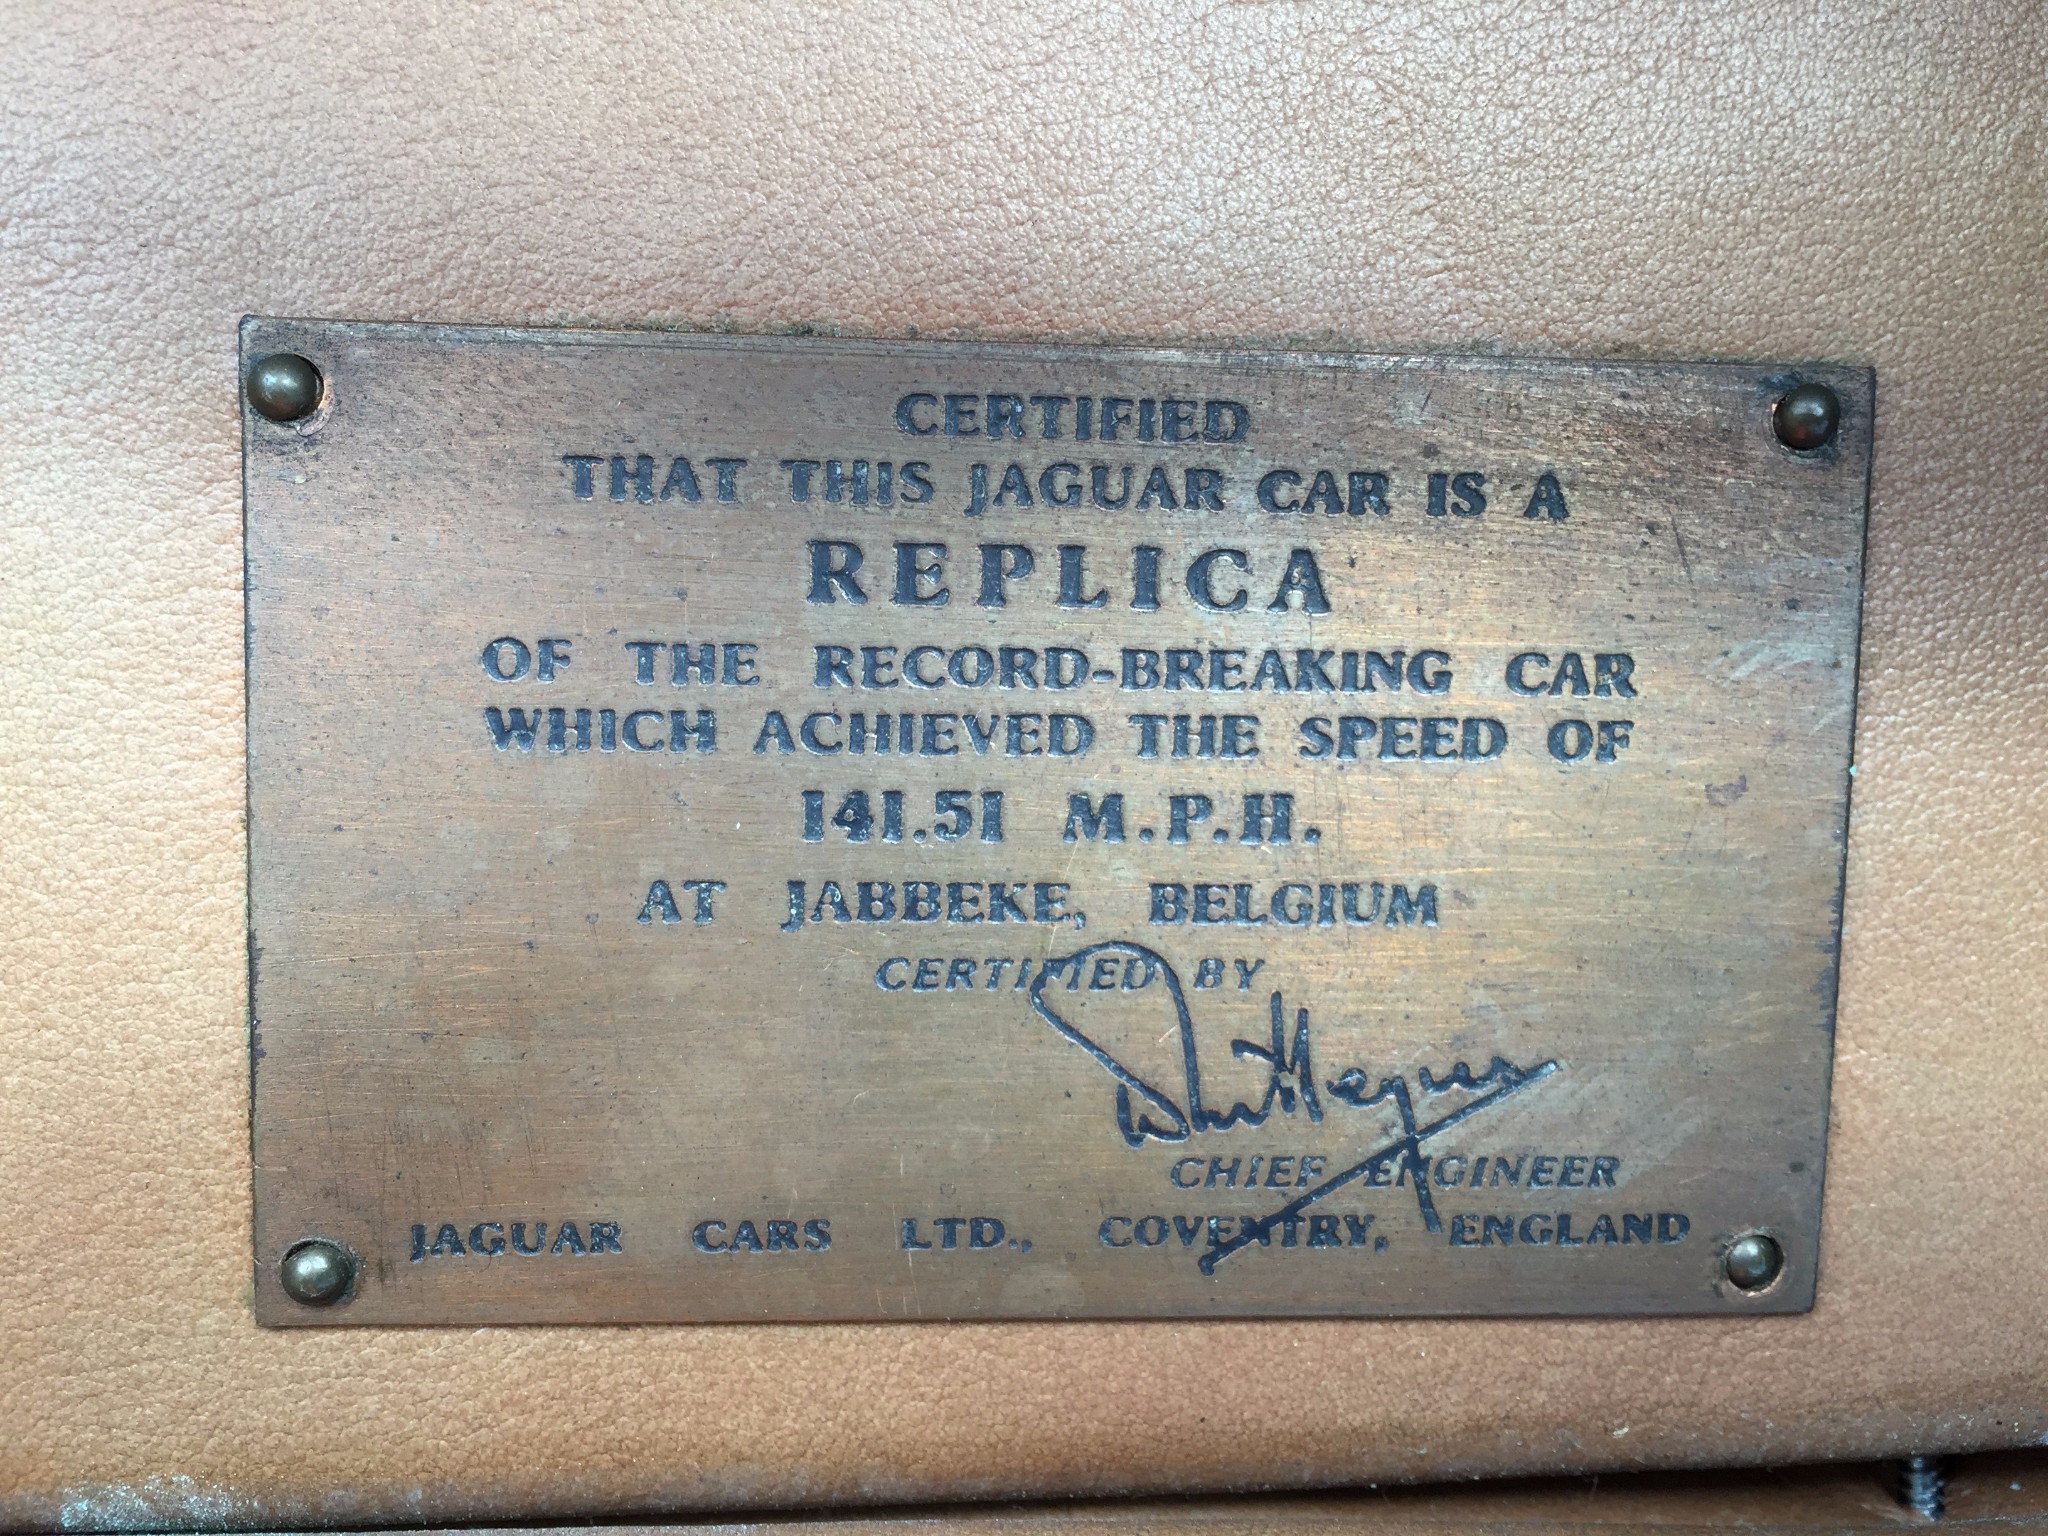 CERTIFIED
THAT THIS JAGUAR CAR IS A
REPLICA
OF THE RECORD-BREAKING CAR
WHICH ACHIEVED THE SPEED OF
141.51 M.P.H.
AT JABBEKE, BELGIUM
CERTIFIED BY
CHIEF ENGINEER
JAGUAR CARS LTD., COVENTRY, ENGLAND